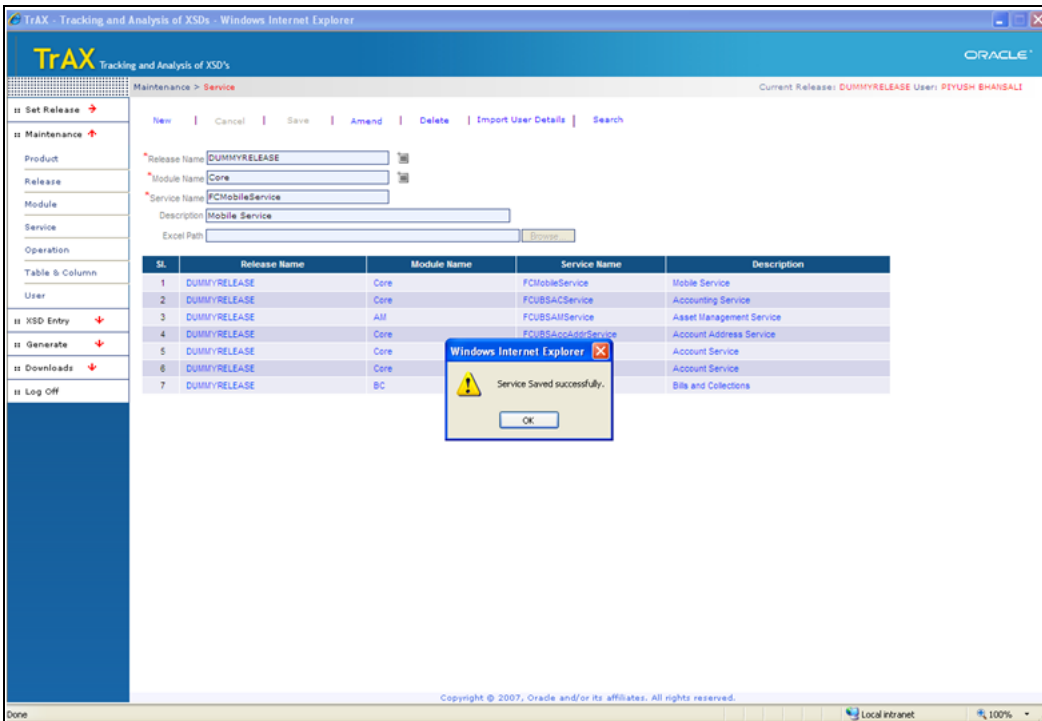 TrAX - Tracking and Analysis of XSDs - Windows Internet Explorer
TrAX Tracking and Analysis of XSD's
ORACLE
Maintenance > Service
Current Release: DUMMYRELEASE User: PIYUSH BHANSALI
Set Release
Maintenance
Product
Release
Module
Service
Operation
Table & Column
User
XSD Entry
Generate
Downloads
Log Off
New | Cancel | Save | Amend | Delete | Import User Details | Search
*Release Name DUMMYRELEASE
*Module Name Core
*Service Name FCMobileService
Description Mobile Service
Excel Path Browse...
Sl. Release Name Module Name Service Name Description
1 DUMMYRELEASE Core FCMobileService Mobile Service
2 DUMMYRELEASE Core FCUBSACService Accounting Service
3 DUMMYRELEASE AM FCUBSAMService Asset Management Service
4 DUMMYRELEASE Core FCUBSAccAddrService Account Address Service
5 DUMMYRELEASE Core Account Service
6 DUMMYRELEASE Core Account Service
7 DUMMYRELEASE BC Bills and Collections
Windows Internet Explorer
Service Saved successfully.
OK
Copyright @ 2007, Oracle and/or its affiliates. All rights reserved.
Done
Local intranet
100%